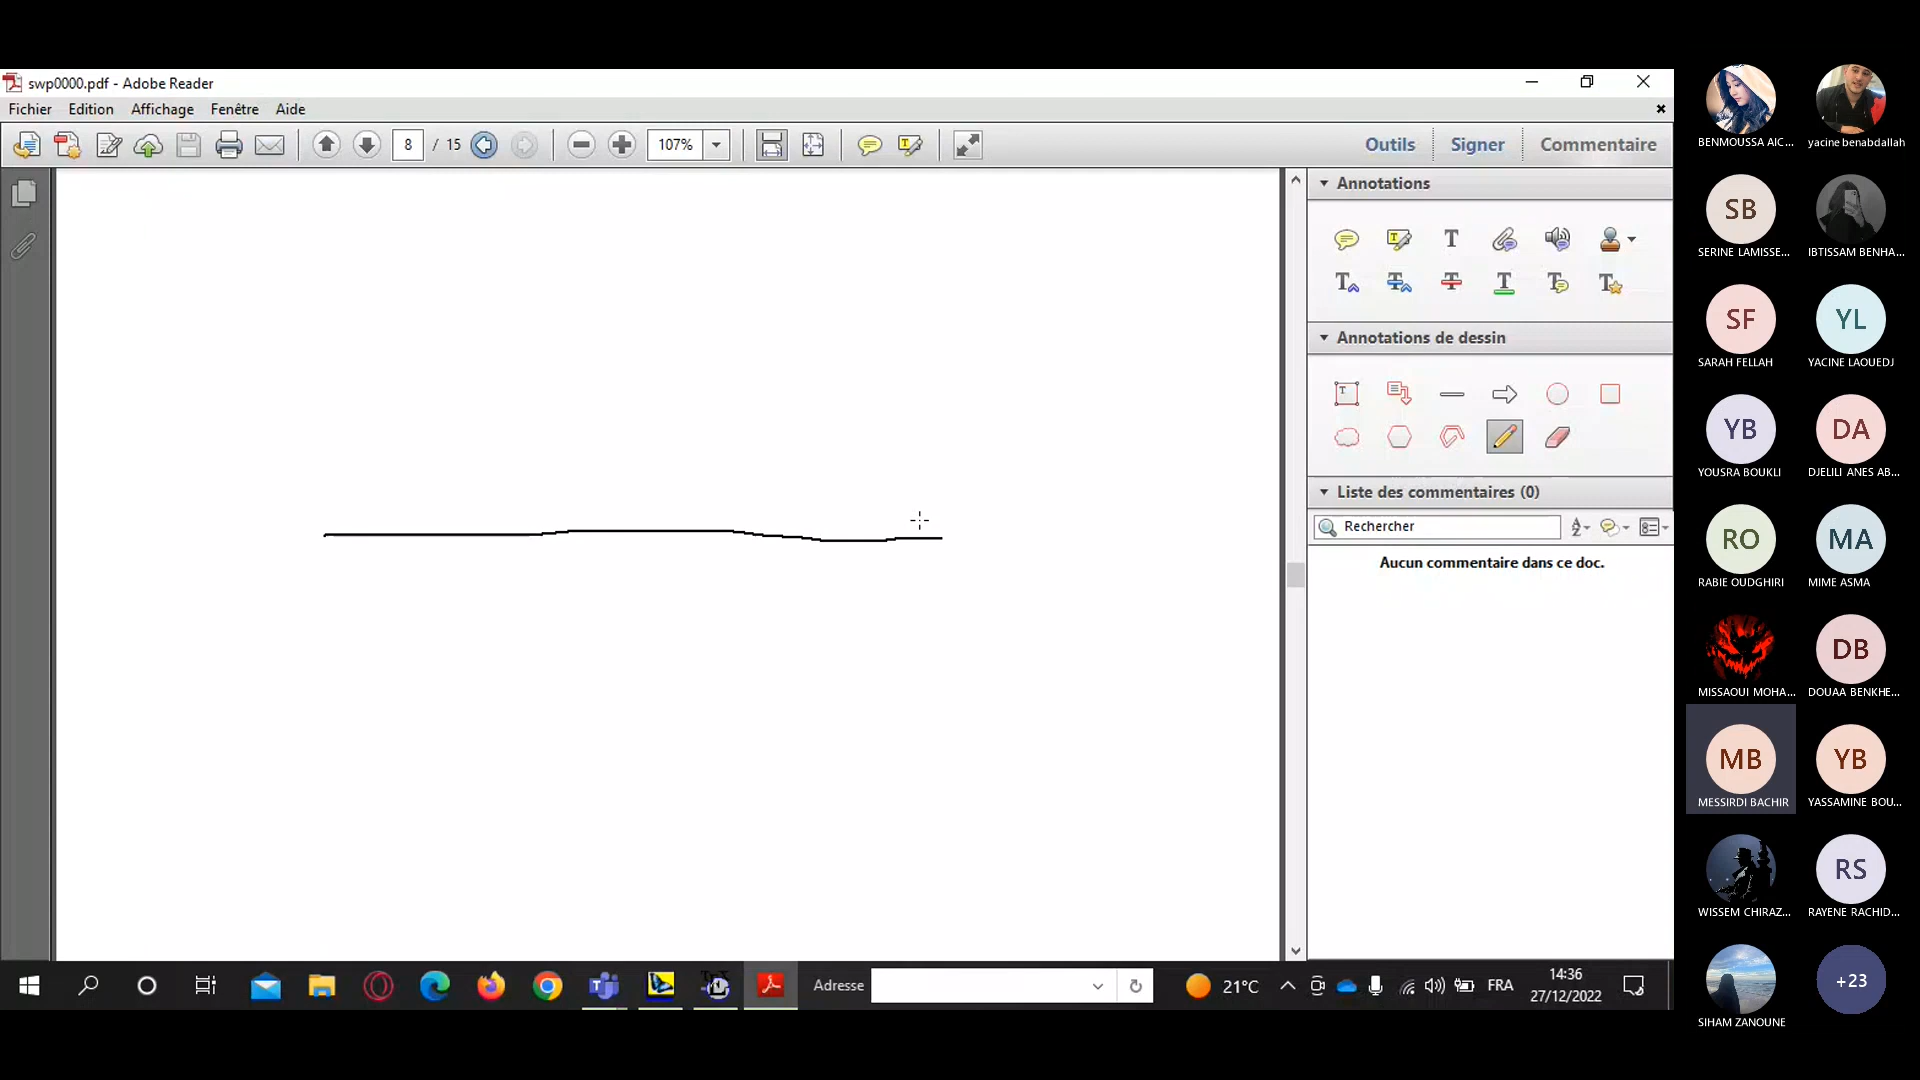 swp0000.pdf - Adobe Reader
Fichier Edition Affichage Fenêtre Aide
8 / 15 107% Outils Signer Commentaire
Annotations
Annotations de dessin
Liste des commentaires (0)
Rechercher
Aucun commentaire dans ce doc.
BENMOUSSA AIC... yacine benabdallah
SB
SERINE LAMISSE... IBTISSAM BENHA...
SF YL
SARAH FELLAH YACINE LAOUEDJ
YB DA
YOUSRA BOUKLI DJELILI ANES AB...
RO MA
RABIE OUDGHIRI MIME ASMA
DB
MISSAOUI MOHA... DOUAA BENKHE...
MB YB
MESSIRDI BACHIR YASSAMINE BOU...
RS
WISSEM CHIRAZ... RAYENE RACHID...
+23
SIHAM ZANOUNE
Adresse 21°C FRA 14:36
27/12/2022